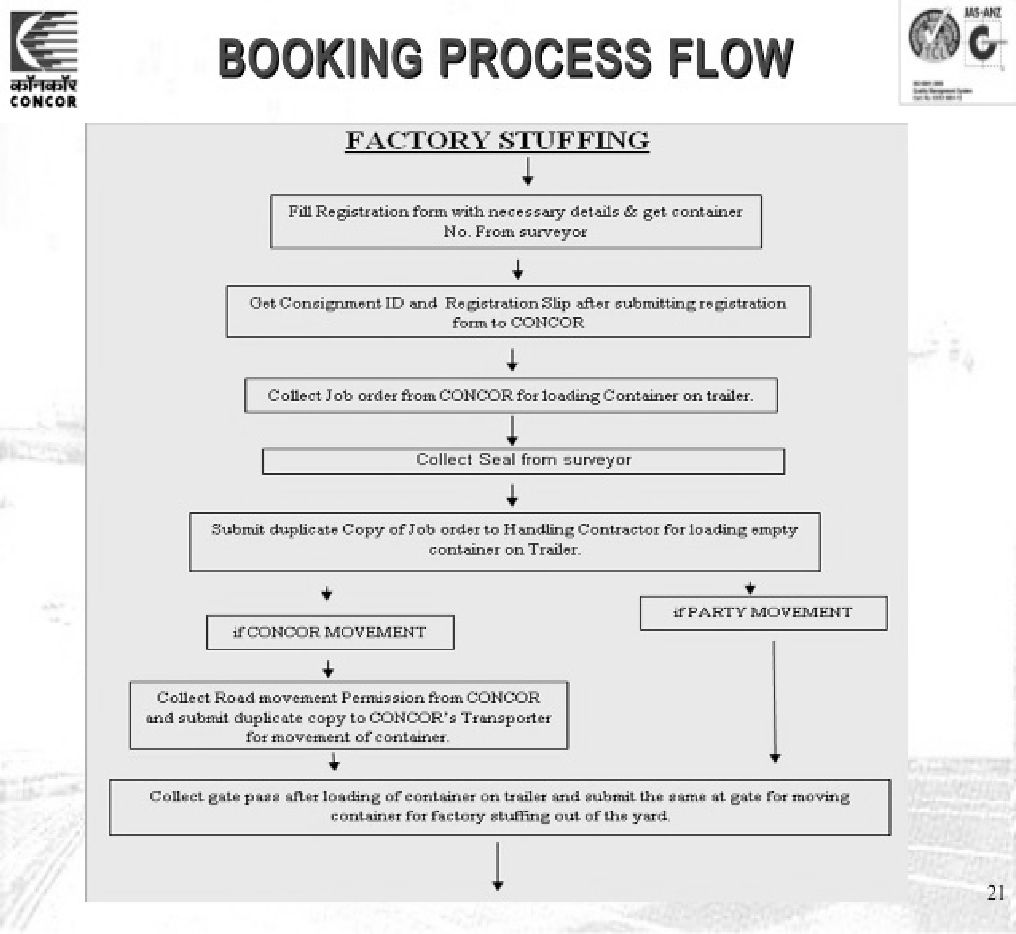 कॉनकॉर
CONCOR
BOOKING PROCESS FLOW
JAS-ANZ
FACTORY STUFFING
Fill Registration form with necessary details & get container
No. From surveyor
Get Consignment ID and Registration Slip after submitting registration
form to CONCOR
Collect Job order from CONCOR for loading Container on trailer.
Collect Seal from surveyor
Submit duplicate Copy of Job order to Handling Contractor for loading empty
container on Trailer.
if CONCOR MOVEMENT
if PARTY MOVEMENT
Collect Road movement Permission from CONCOR
and submit duplicate copy to CONCOR's Transporter
for movement of container.
Collect gate pass after loading of container on trailer and submit the same at gate for moving
container for factory stuffing out of the yard.
21